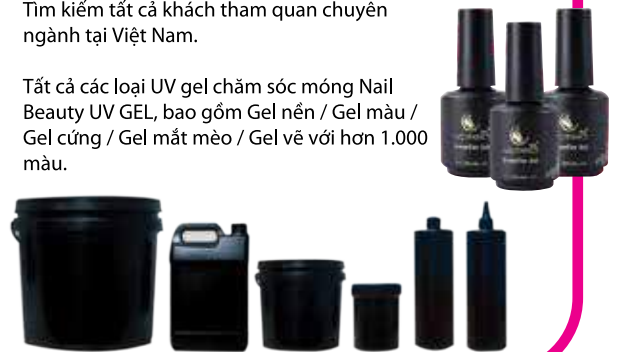 Tìm kiếm tất cả khách tham quan chuyên
ngành tại Việt Nam.
Tất cả các loại UV gel chăm sóc móng Nail
Beauty UV GEL, bao gồm Gel nền / Gel màu /
Gel cứng / Gel mắt mèo / Gel vẽ với hơn 1.000
màu.